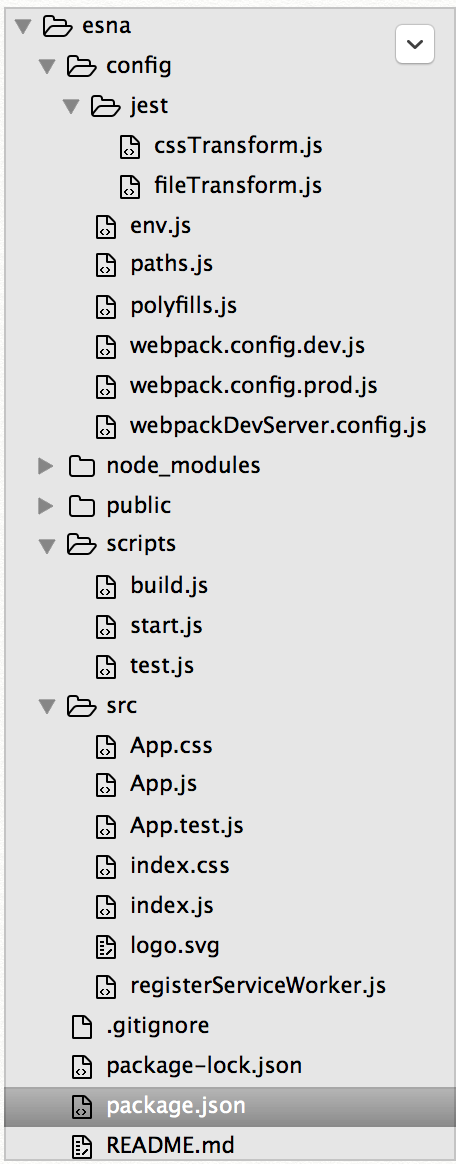 esna
config
jest
cssTransform.js
fileTransform.js
env.js
paths.js
polyfills.js
webpack.config.dev.js
webpack.config.prod.js
webpackDevServer.config.js
node_modules
public
scripts
build.js
start.js
test.js
src
App.css
App.js
App.test.js
index.css
index.js
logo.svg
registerServiceWorker.js
.gitignore
package-lock.json
package.json
README.md